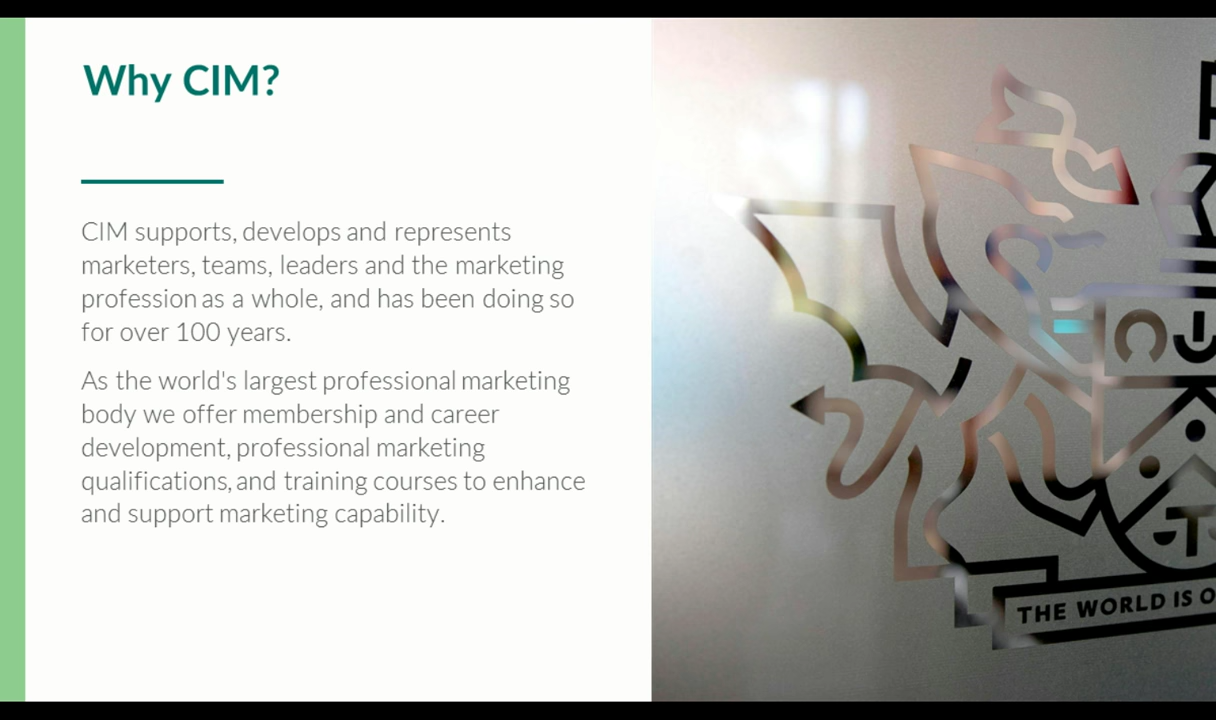 Why CIM?
CIM supports, develops and represents
marketers, teams, leaders and the marketing
profession as a whole, and has been doing so
for over 100 years.
As the world's largest professional marketing
body we offer membership and career
development, professional marketing
qualifications, and training courses to enhance
and support marketing capability.
THE WORLD IS